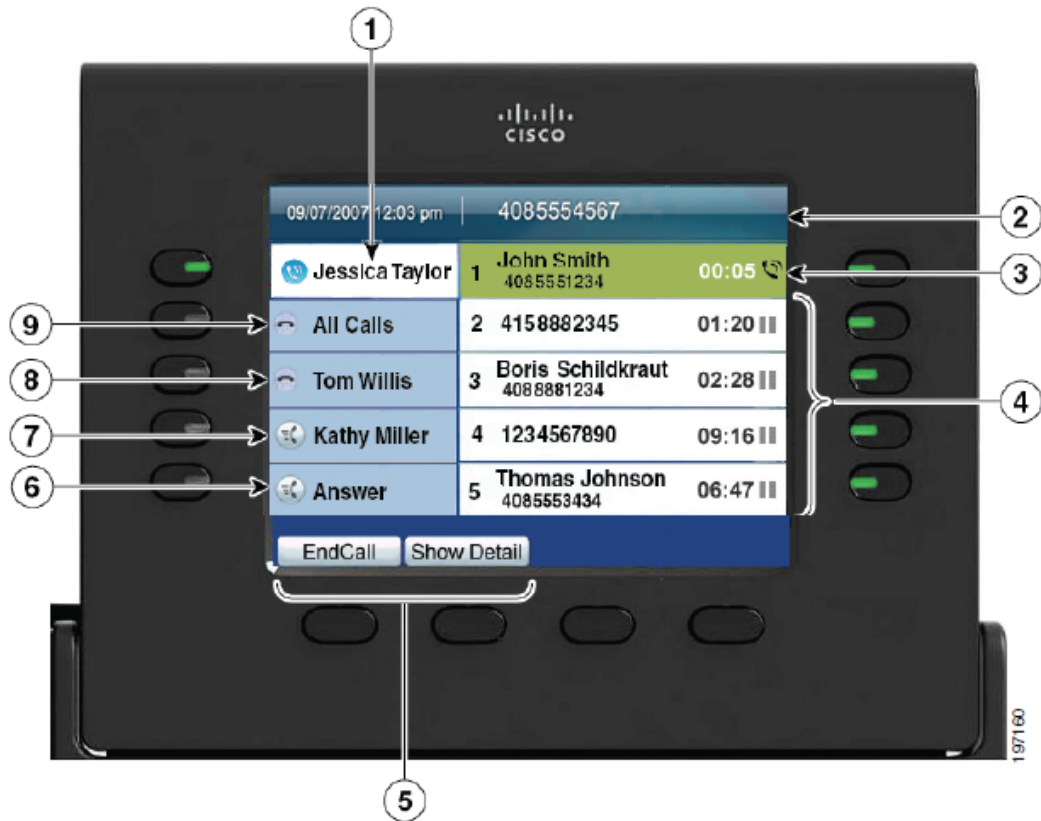 1
CISCO
09/07/2007 12:03 pm 4085554567
2
Jessica Taylor 1 John Smith 00:05
4085551234
3
9 All Calls 2 4158882345 01:20
8 Tom Willis 3 Boris Schildkraut 02:28
4088881234
4
7 Kathy Miller 4 1234567890 09:16
6 Answer 5 Thomas Johnson 06:47
4085553434
EndCall Show Detail
5
197160